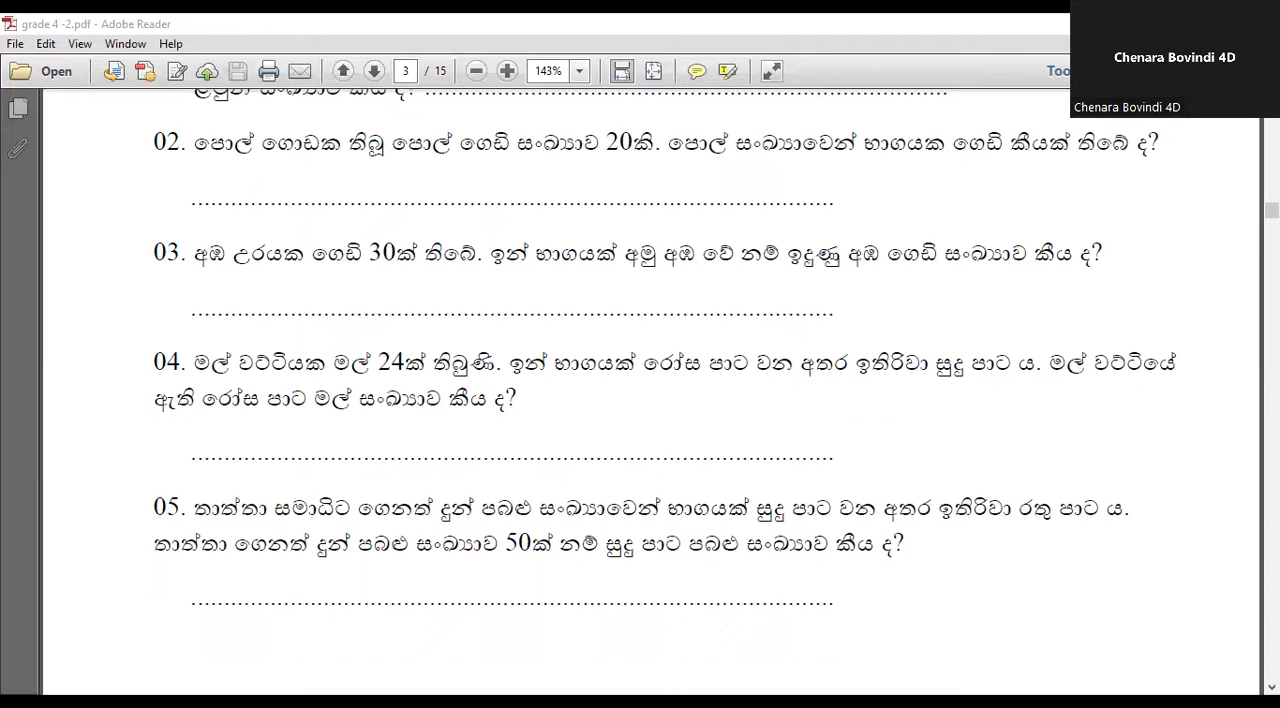 grade 4 -2.pdf - Adobe Reader
File Edit View Window Help
Open 3 / 15 143%
Chenara Bovindi 4D
Chenara Bovindi 4D
සංඛ්‍යාව කීය ද? ................................................................................
02. පොල් ගොඩක තිබූ පොල් ගෙඩි සංඛ්‍යාව 20කි. පොල් සංඛ්‍යාවෙන් භාගයක ගෙඩි කීයක් තිබේ ද?
.................................................................................................
03. අඹ උරයක ගෙඩි 30ක් තිබේ. ඉන් භාගයක් අමු අඹ වේ නම් ඉදුණු අඹ ගෙඩි සංඛ්‍යාව කීය ද?
.................................................................................................
04. මල් වට්ටියක මල් 24ක් තිබුණි. ඉන් භාගයක් රෝස පාට වන අතර ඉතිරිවා සුදු පාට ය. මල් වට්ටියේ
ඇති රෝස පාට මල් සංඛ්‍යාව කීය ද?
.................................................................................................
05. තාත්තා සමාධිට ගෙනත් දුන් පබළු සංඛ්‍යාවෙන් භාගයක් සුදු පාට වන අතර ඉතිරිවා රතු පාට ය.
තාත්තා ගෙනත් දුන් පබළු සංඛ්‍යාව 50ක් නම් සුදු පාට පබළු සංඛ්‍යාව කීය ද?
.................................................................................................